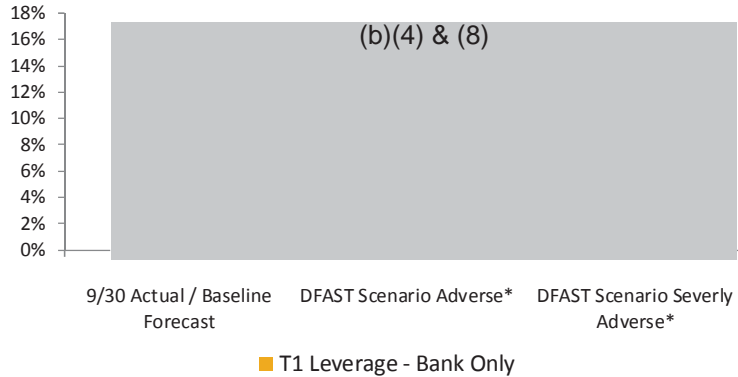 18%
(b)(4) & (8)
16%
14%
12%
10%
8%
6%
4%
2%
0%
9/30 Actual / Baseline
Forecast
DFAST Scenario Adverse*
DFAST Scenario Severly
Adverse*
T1 Leverage - Bank Only